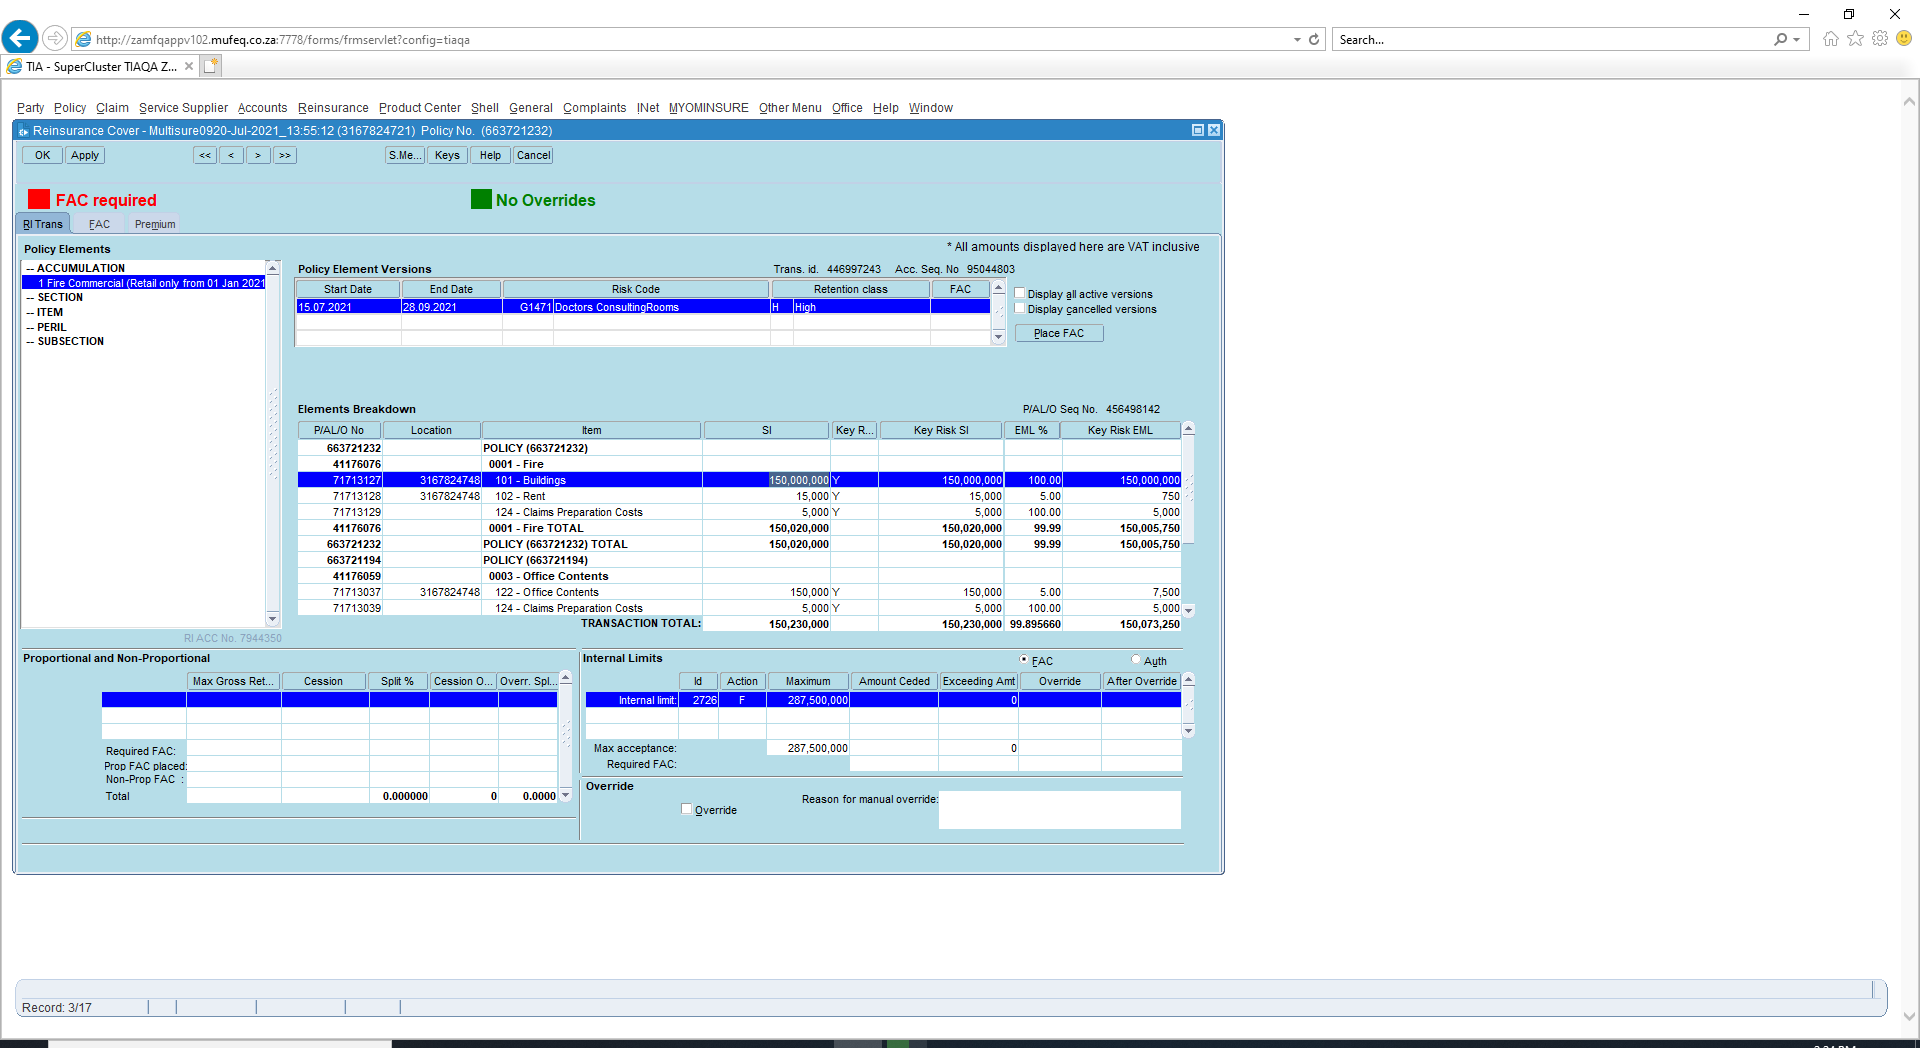 http://zamfqappv102.mufeq.co.za:7778/forms/frmservlet?config=tiaqa
Search...
TIA - SuperCluster TIAQA Z...
Party Policy Claim Service Supplier Accounts Reinsurance Product Center Shell General Complaints INet MYOMINSURE Other Menu Office Help Window
Reinsurance Cover - Multisure0920-Jul-2021_13:55:12 (3167824721) Policy No. (663721232)
OK Apply << < > >> S.Me... Keys Help Cancel
FAC required No Overrides
RI Trans FAC Premium
* All amounts displayed here are VAT inclusive
Policy Elements
-- ACCUMULATION
1 Fire Commercial (Retail only from 01 Jan 2021
-- SECTION
-- ITEM
-- PERIL
-- SUBSECTION
RI ACC No. 7944350
Policy Element Versions Trans. id. 446997243 Acc. Seq. No 95044803
Start Date End Date Risk Code Retention class FAC
15.07.2021 28.09.2021 G1471 Doctors ConsultingRooms H High
Display all active versions
Display cancelled versions
Place FAC
Elements Breakdown P/AL/O Seq No. 456498142
P/AL/O No Location Item SI Key R... Key Risk SI EML % Key Risk EML
663721232 POLICY (663721232)
41176076 0001 - Fire
71713127 3167824748 101 - Buildings 150,000,000 Y 150,000,000 100.00 150,000,000
71713128 3167824748 102 - Rent 15,000 Y 15,000 5.00 750
71713129 124 - Claims Preparation Costs 5,000 Y 5,000 100.00 5,000
41176076 0001 - Fire TOTAL 150,020,000 150,020,000 99.99 150,005,750
663721232 POLICY (663721232) TOTAL 150,020,000 150,020,000 99.99 150,005,750
663721194 POLICY (663721194)
41176059 0003 - Office Contents
71713037 3167824748 122 - Office Contents 150,000 Y 150,000 5.00 7,500
71713039 124 - Claims Preparation Costs 5,000 Y 5,000 100.00 5,000
TRANSACTION TOTAL: 150,230,000 150,230,000 99.895660 150,073,250
Proportional and Non-Proportional
Max Gross Ret... Cession Split % Cession O... Overr. Spl...
Required FAC:
Prop FAC placed:
Non-Prop FAC :
Total 0.000000 0 0.0000
Internal Limits FAC Auth
Id Action Maximum Amount Ceded Exceeding Amt Override After Override
Internal limit: 2726 F 287,500,000 0
Max acceptance: 287,500,000 0
Required FAC:
Override
Override Reason for manual override:
Record: 3/17